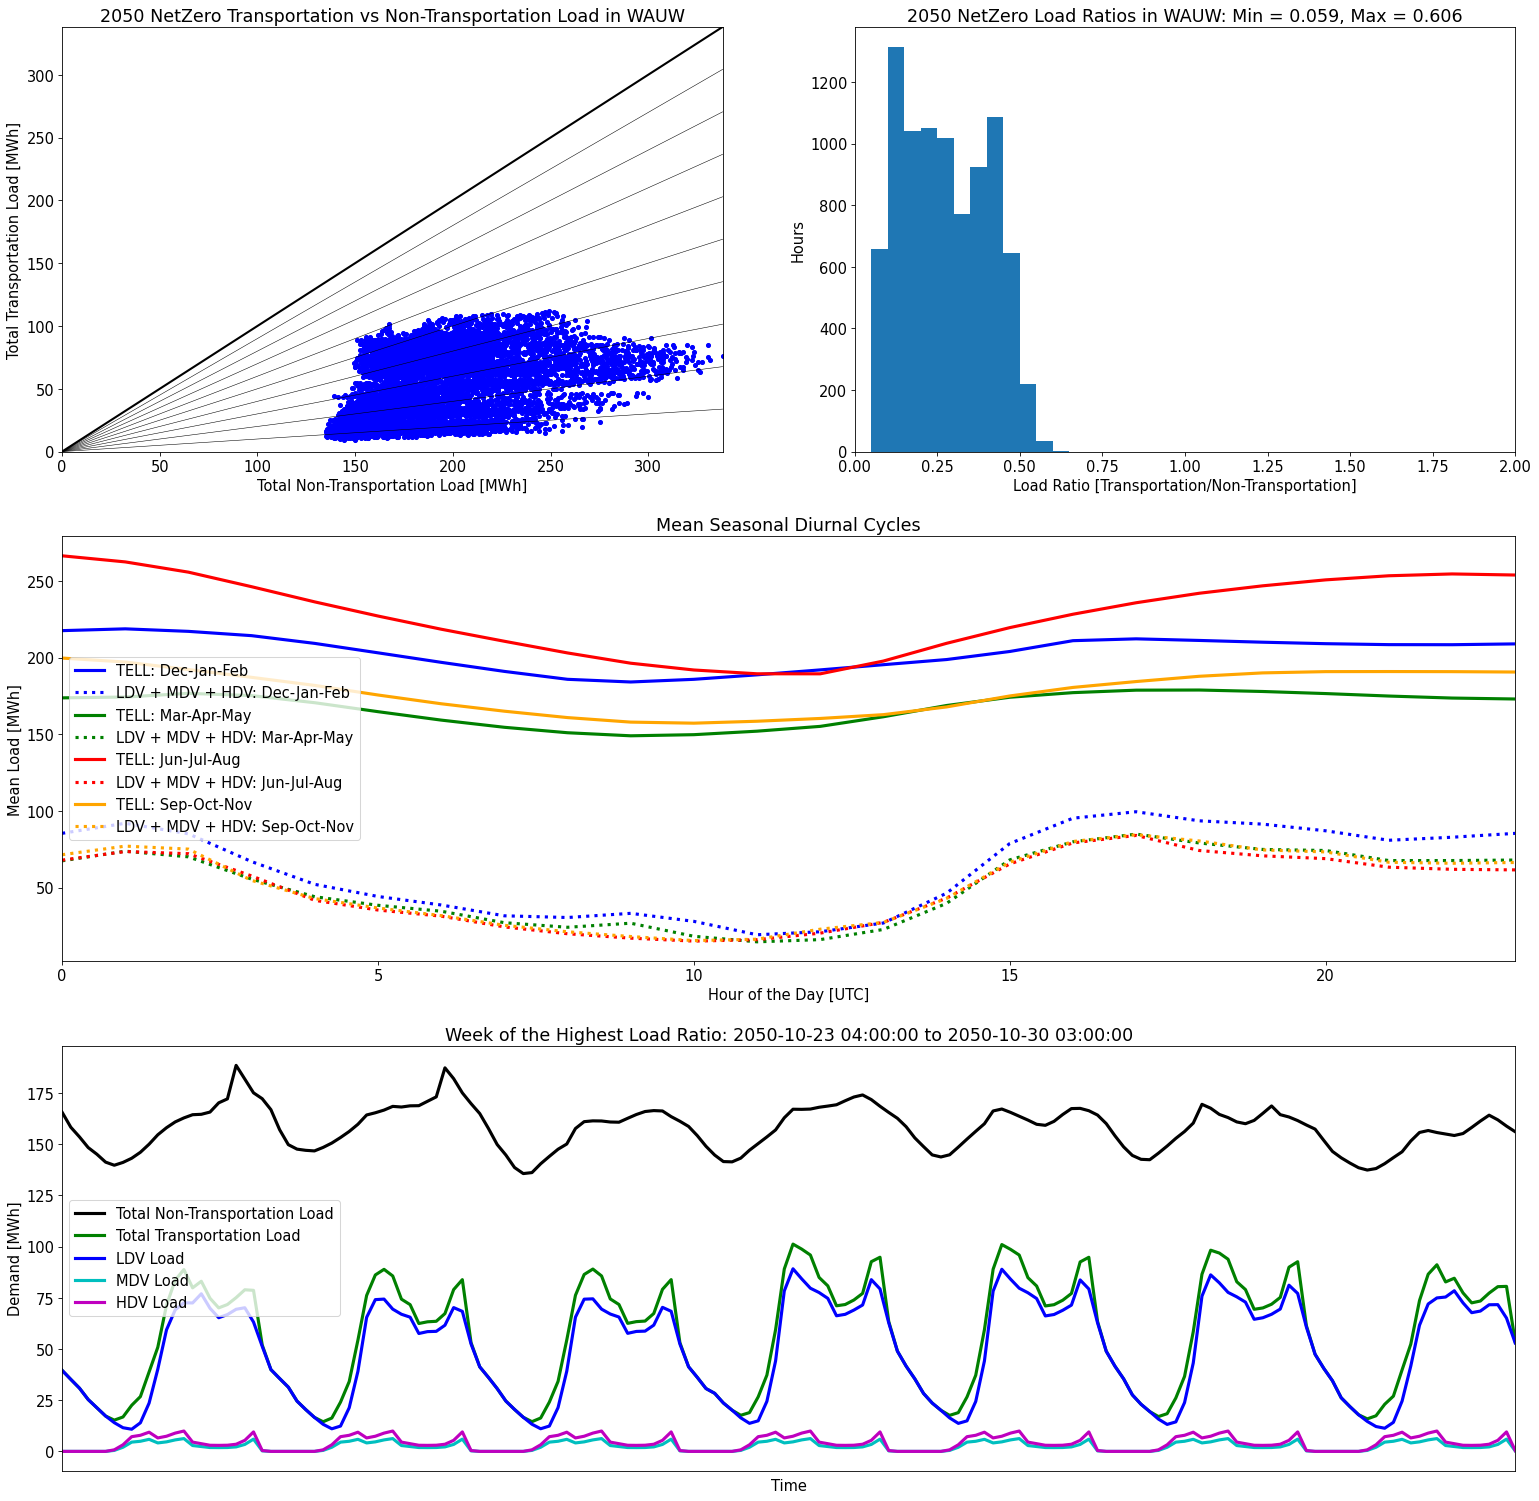 2050 NetZero Transportation vs Non-Transportation Load in WAUW
Total Transportation Load [MWh]
300
250
200
150
100
50
0
0 50 100 150 200 250 300
Total Non-Transportation Load [MWh]
2050 NetZero Load Ratios in WAUW: Min = 0.059, Max = 0.606
Hours
1200
1000
800
600
400
200
0
0.00 0.25 0.50 0.75 1.00 1.25 1.50 1.75 2.00
Load Ratio [Transportation/Non-Transportation]
Mean Seasonal Diurnal Cycles
Mean Load [MWh]
250
200
150
100
50
TELL: Dec-Jan-Feb
LDV + MDV + HDV: Dec-Jan-Feb
TELL: Mar-Apr-May
LDV + MDV + HDV: Mar-Apr-May
TELL: Jun-Jul-Aug
LDV + MDV + HDV: Jun-Jul-Aug
TELL: Sep-Oct-Nov
LDV + MDV + HDV: Sep-Oct-Nov
0 5 10 15 20
Hour of the Day [UTC]
Week of the Highest Load Ratio: 2050-10-23 04:00:00 to 2050-10-30 03:00:00
Demand [MWh]
175
150
125
100
75
50
25
0
Total Non-Transportation Load
Total Transportation Load
LDV Load
MDV Load
HDV Load
Time